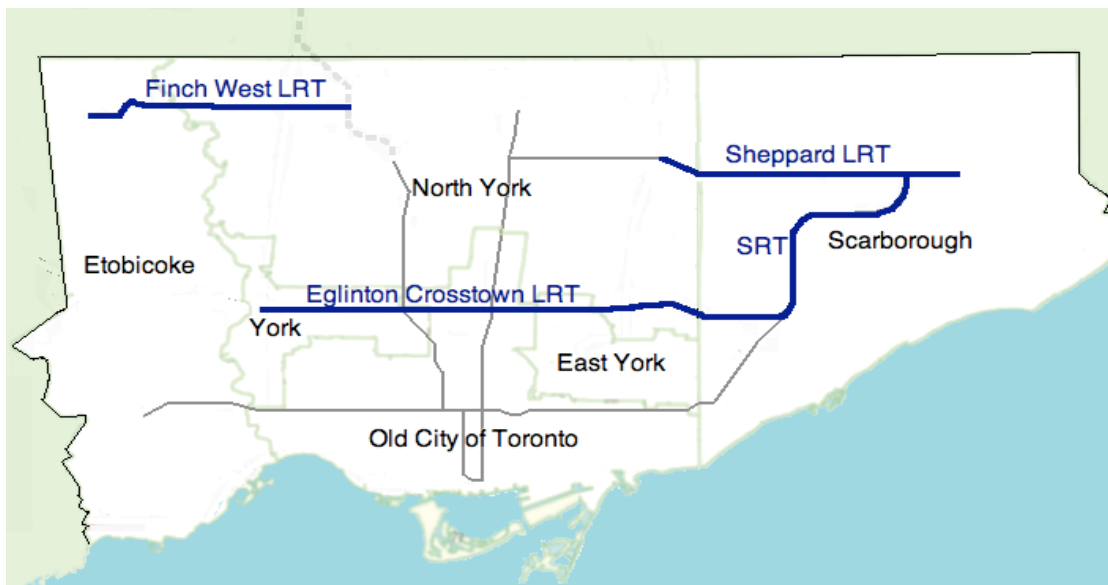 Finch West LRT
Sheppard LRT
North York
SRT
Scarborough
Etobicoke
Eglinton Crosstown LRT
York
East York
Old City of Toronto